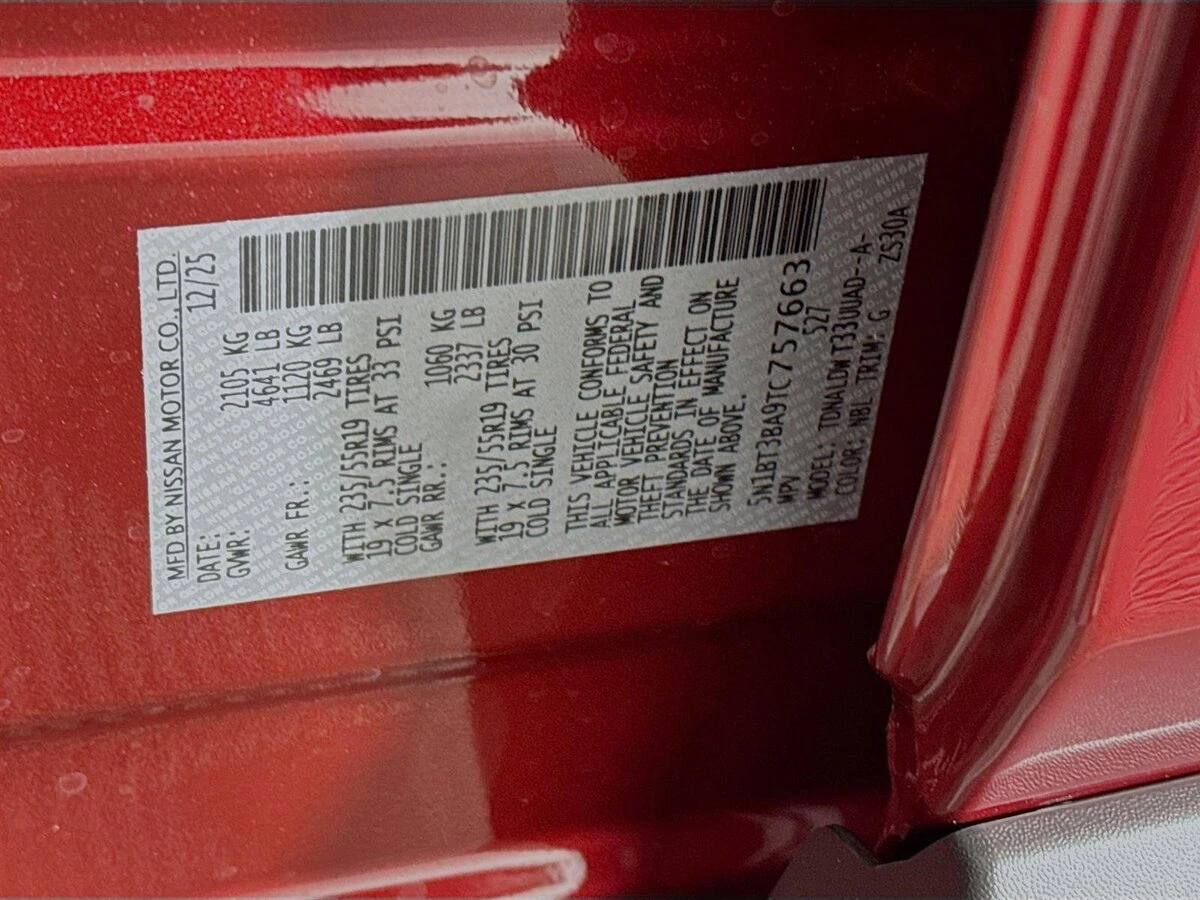 MFD BY NISSAN MOTOR CO., LTD.
DATE: 12/25
GVWR: 2105 KG
4641 LB
GAWR FR.: 1120 KG
2469 LB
WITH 235/55R19 TIRES
19 X 7.5 RIMS AT 33 PSI
COLD SINGLE
GAWR RR.: 1060 KG
2337 LB
WITH 235/55R19 TIRES
19 X 7.5 RIMS AT 30 PSI
COLD SINGLE
THIS VEHICLE CONFORMS TO
ALL APPLICABLE FEDERAL
MOTOR VEHICLE SAFETY AND
THEFT PREVENTION
STANDARDS IN EFFECT ON
THE DATE OF MANUFACTURE
SHOWN ABOVE.
5N1BT3BA9TC757663
MPV 527
MODEL: TDNALDWT33UUAD--A-
COLOR: NBL TRIM: G ZS30A